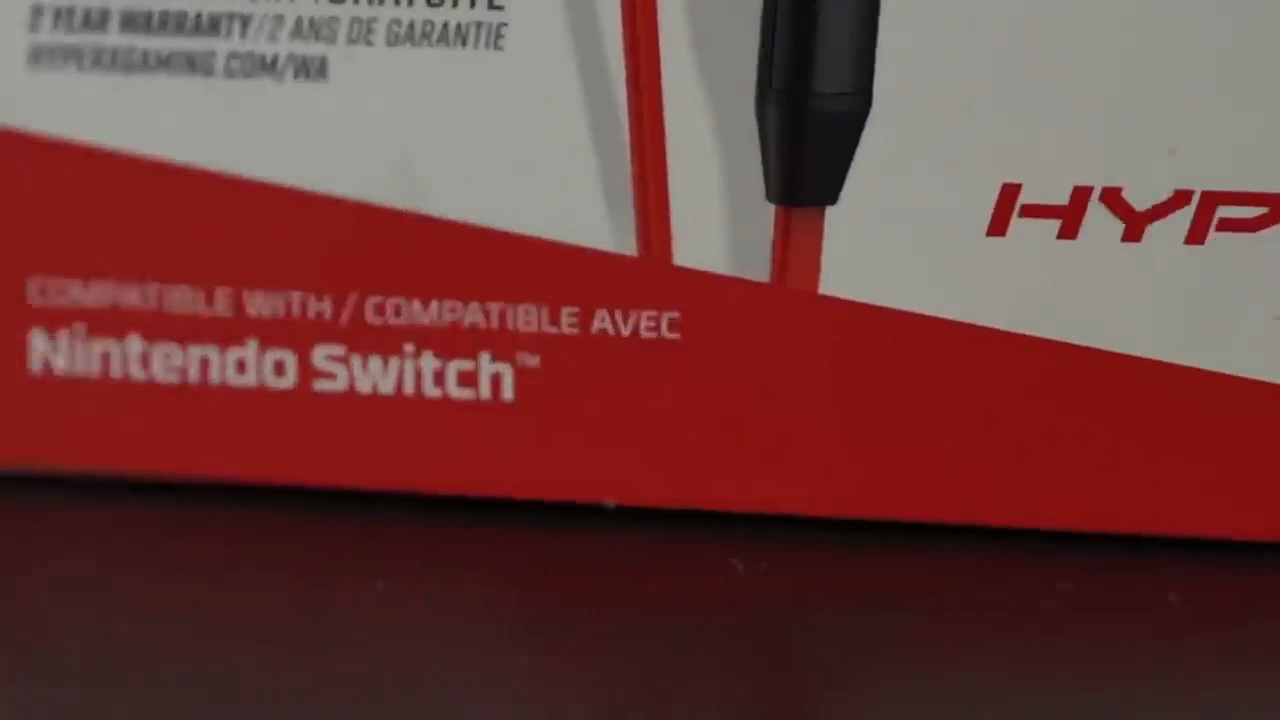 2 YEAR WARRANTY/2 ANS DE GARANTIE
HYPERXGAMING.COM/WA
HYP
COMPATIBLE WITH / COMPATIBLE AVEC
Nintendo Switch™